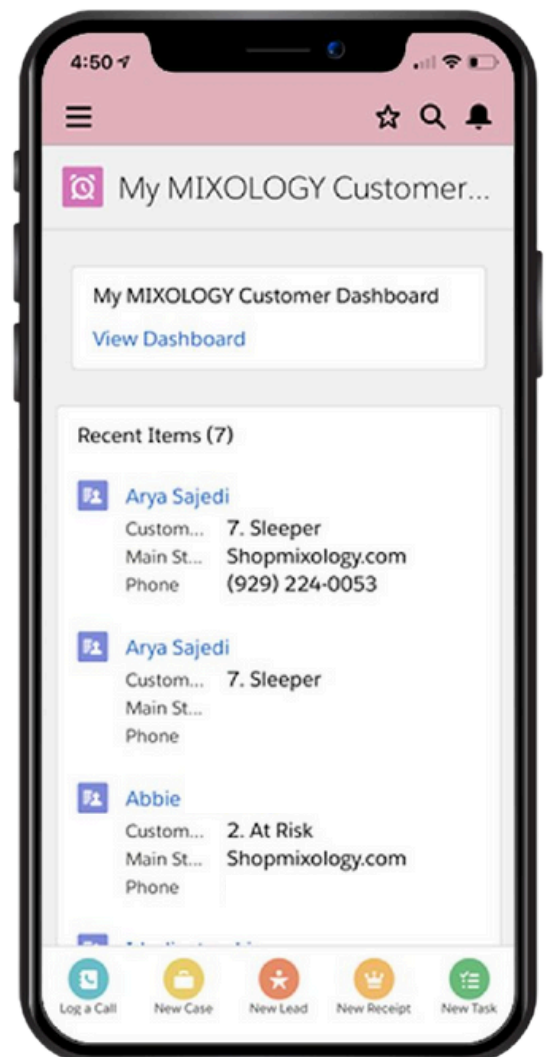 4:50
My MIXOLOGY Customer...
My MIXOLOGY Customer Dashboard
View Dashboard
Recent Items (7)
Arya Sajedi
Custom... 7. Sleeper
Main St... Shopmixology.com
Phone (929) 224-0053
Arya Sajedi
Custom... 7. Sleeper
Main St...
Phone
Abbie
Custom... 2. At Risk
Main St... Shopmixology.com
Phone
Log a Call New Case New Lead New Receipt New Task